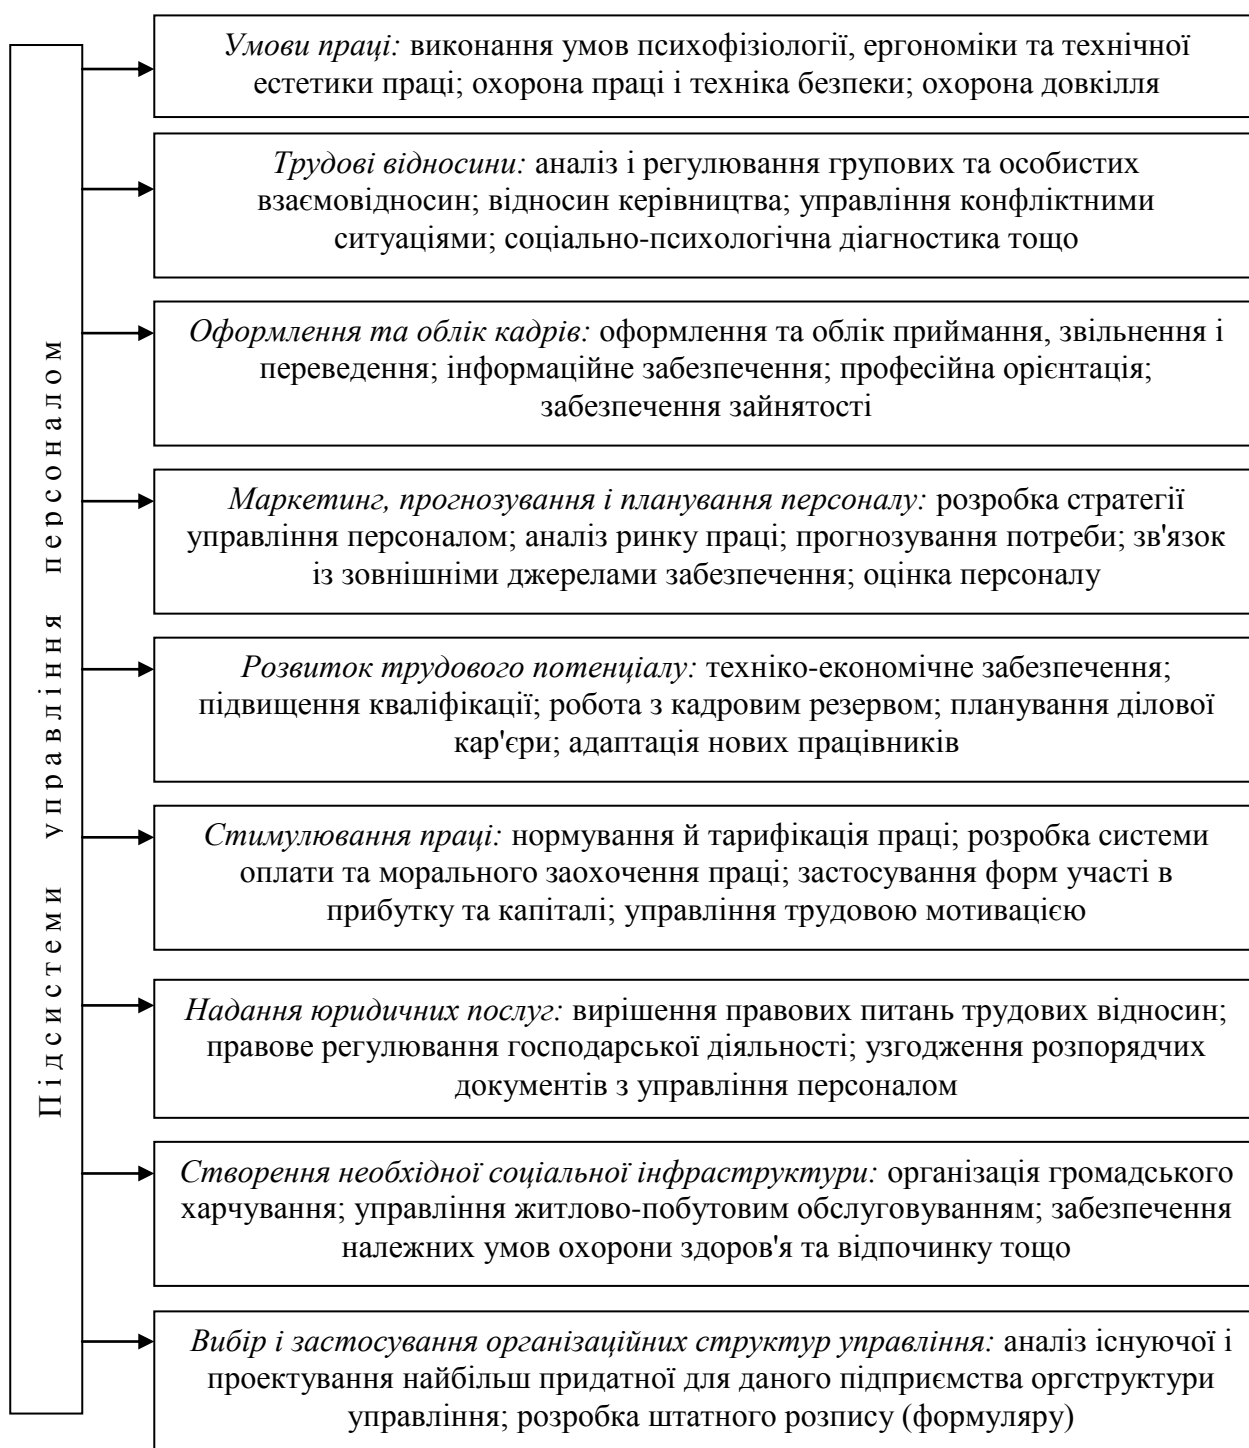 Підсистеми управління персоналом
Умови праці: виконання умов психофізіології, ергономіки та технічної
естетики праці; охорона праці і техніка безпеки; охорона довкілля
Трудові відносини: аналіз і регулювання групових та особистих
взаємовідносин; відносин керівництва; управління конфліктними
ситуаціями; соціально-психологічна діагностика тощо
Оформлення та облік кадрів: оформлення та облік приймання, звільнення і
переведення; інформаційне забезпечення; професійна орієнтація;
забезпечення зайнятості
Маркетинг, прогнозування і планування персоналу: розробка стратегії
управління персоналом; аналіз ринку праці; прогнозування потреби; зв'язок
із зовнішніми джерелами забезпечення; оцінка персоналу
Розвиток трудового потенціалу: техніко-економічне забезпечення;
підвищення кваліфікації; робота з кадровим резервом; планування ділової
кар'єри; адаптація нових працівників
Стимулювання праці: нормування й тарифікація праці; розробка системи
оплати та морального заохочення праці; застосування форм участі в
прибутку та капіталі; управління трудовою мотивацією
Надання юридичних послуг: вирішення правових питань трудових відносин;
правове регулювання господарської діяльності; узгодження розпорядчих
документів з управління персоналом
Створення необхідної соціальної інфраструктури: організація громадського
харчування; управління житлово-побутовим обслуговуванням; забезпечення
належних умов охорони здоров'я та відпочинку тощо
Вибір і застосування організаційних структур управління: аналіз існуючої і
проектування найбільш придатної для даного підприємства оргструктури
управління; розробка штатного розпису (формуляру)